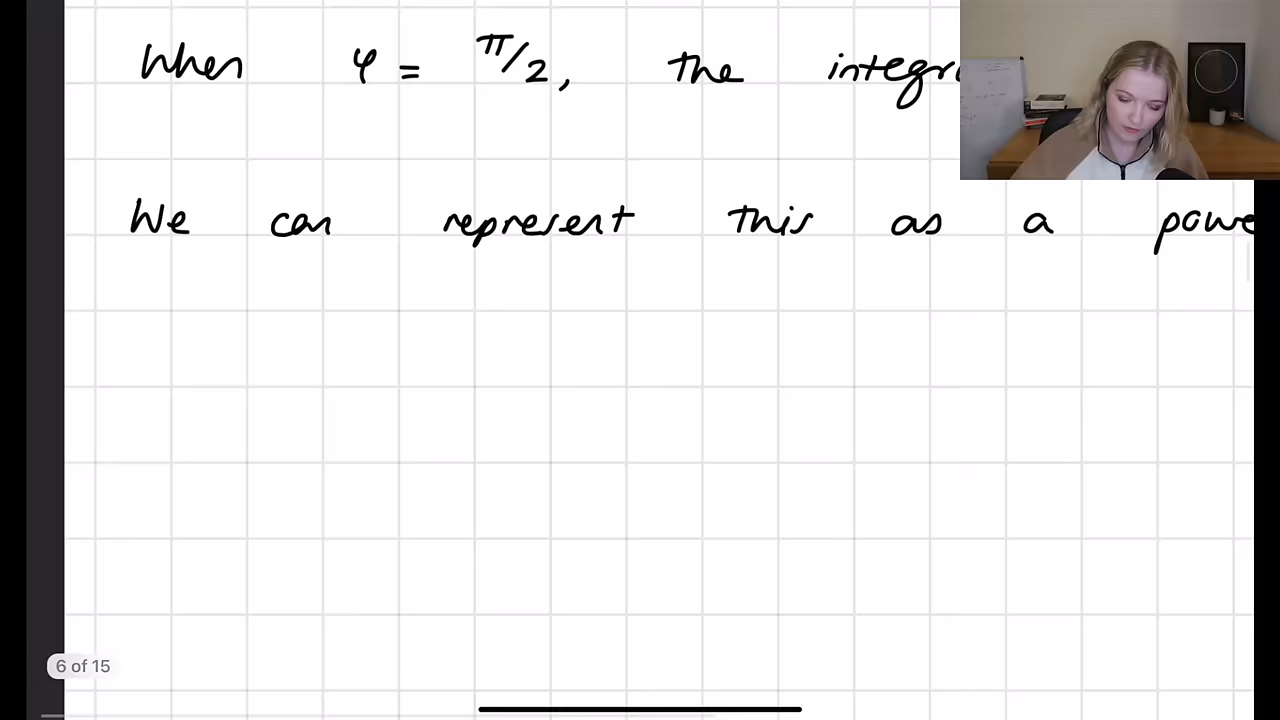 When φ = π/2, the
We can represent this as a
6 of 15